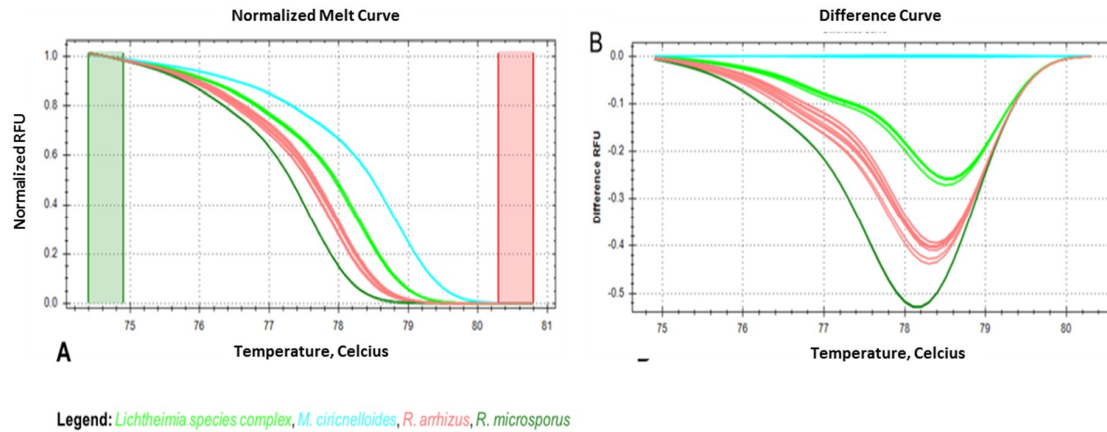 Normalized Melt Curve
Normalized RFU
1.0
0.8
0.6
0.4
0.2
0.0
75 76 77 78 79 80 81
Temperature, Celcius
A
Difference Curve
B
Difference RFU
0.0
-0.1
-0.2
-0.3
-0.4
-0.5
75 76 77 78 79 80
Temperature, Celcius
Legend: Lichtheimia species complex, M. ciricnelloides, R. arrhizus, R. microsporus